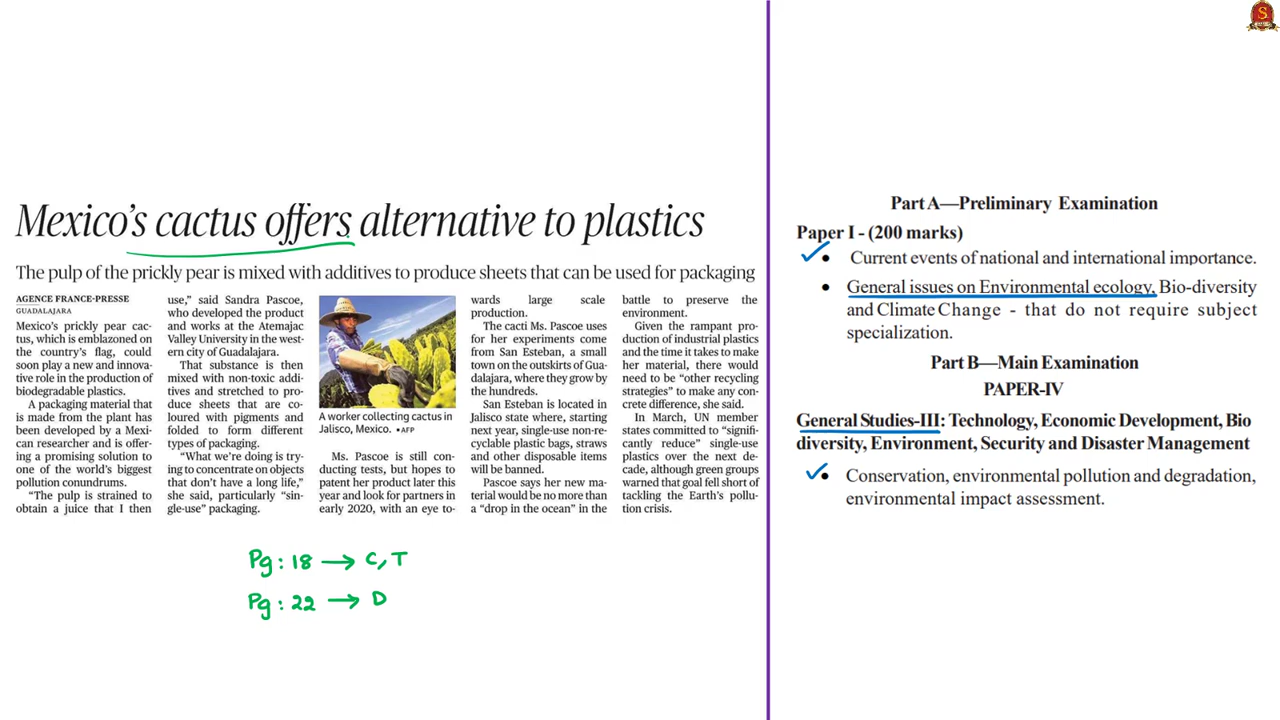 Mexico's cactus offers alternative to plastics
The pulp of the prickly pear is mixed with additives to produce sheets that can be used for packaging
AGENCE FRANCE-PRESSE
GUADALAJARA
Mexico's prickly pear cac-
tus, which is emblazoned on
the country's flag, could
soon play a new and innova-
tive role in the production of
biodegradable plastics.
A packaging material that
is made from the plant has
been developed by a Mexi-
can researcher and is offer-
ing a promising solution to
one of the world's biggest
pollution conundrums.
"The pulp is strained to
obtain a juice that I then
use," said Sandra Pascoe,
who developed the product
and works at the Atemajac
Valley University in the west-
ern city of Guadalajara.
That substance is then
mixed with non-toxic addi-
tives and stretched to pro-
duce sheets that are co-
loured with pigments and
folded to form different
types of packaging.
"What we're doing is try-
ing to concentrate on objects
that don't have a long life,"
she said, particularly "sin-
gle-use" packaging.
A worker collecting cactus in
Jalisco, Mexico. •AFP
Ms. Pascoe is still con-
ducting tests, but hopes to
patent her product later this
year and look for partners in
early 2020, with an eye to-
wards large scale
production.
The cacti Ms. Pascoe uses
for her experiments come
from San Esteban, a small
town on the outskirts of Gua-
dalajara, where they grow by
the hundreds.
San Esteban is located in
Jalisco state where, starting
next year, single-use non-re-
cyclable plastic bags, straws
and other disposable items
will be banned.
Pascoe says her new ma-
terial would be no more than
a "drop in the ocean" in the
battle to preserve the
environment.
Given the rampant pro-
duction of industrial plastics
and the time it takes to make
her material, there would
need to be "other recycling
strategies" to make any con-
crete difference, she said.
In March, UN member
states committed to "signifi-
cantly reduce" single-use
plastics over the next de-
cade, although green groups
warned that goal fell short of
tackling the Earth's pollu-
tion crisis.
Pg: 18 → C, T
Pg: 22 → D
Part A—Preliminary Examination
Paper I - (200 marks)
• Current events of national and international importance.
• General issues on Environmental ecology, Bio-diversity
and Climate Change - that do not require subject
specialization.
Part B—Main Examination
PAPER-IV
General Studies-III: Technology, Economic Development, Bio
diversity, Environment, Security and Disaster Management
• Conservation, environmental pollution and degradation,
environmental impact assessment.